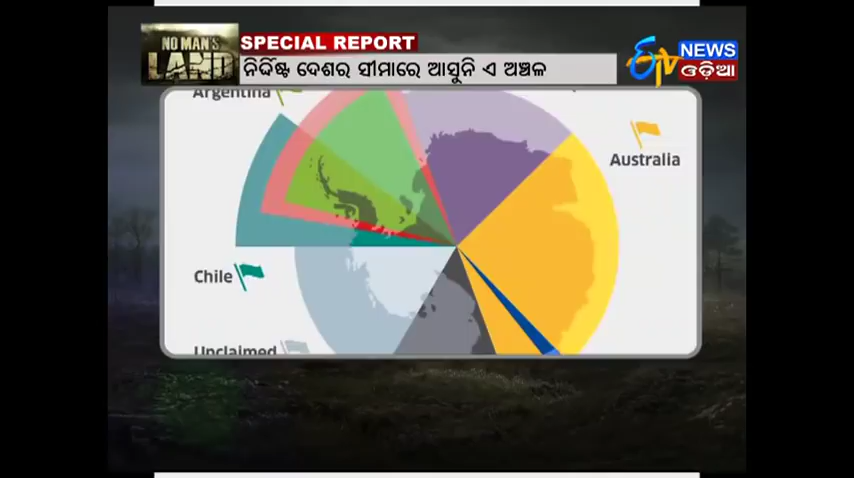 NO MAN'S
LAND
SPECIAL REPORT
ନିର୍ଦ୍ଦିଷ୍ଟ ଦେଶର ସୀମାରେ ଆସୁନି ଏ ଅଞ୍ଚଳ
ETV NEWS
ଓଡ଼ିଆ
Argentina
Australia
Chile
Unclaimed